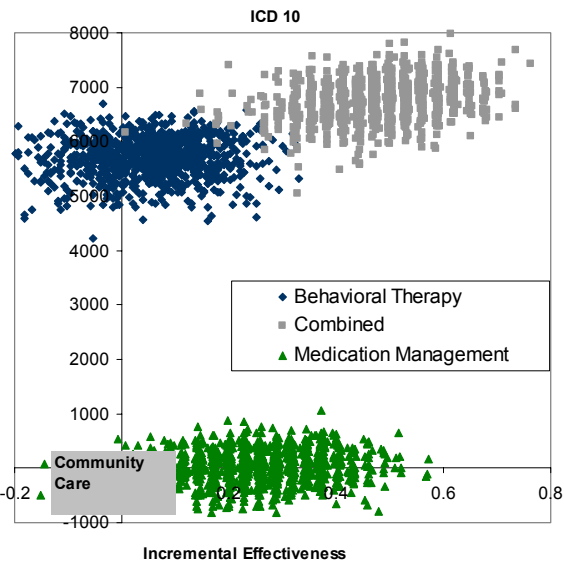 ICD 10
8000
7000
6000
5000
4000
3000
2000
1000
-1000
-0.2
0.2
0.4
0.6
0.8
Behavioral Therapy
Combined
Medication Management
Community
Care
Incremental Effectiveness